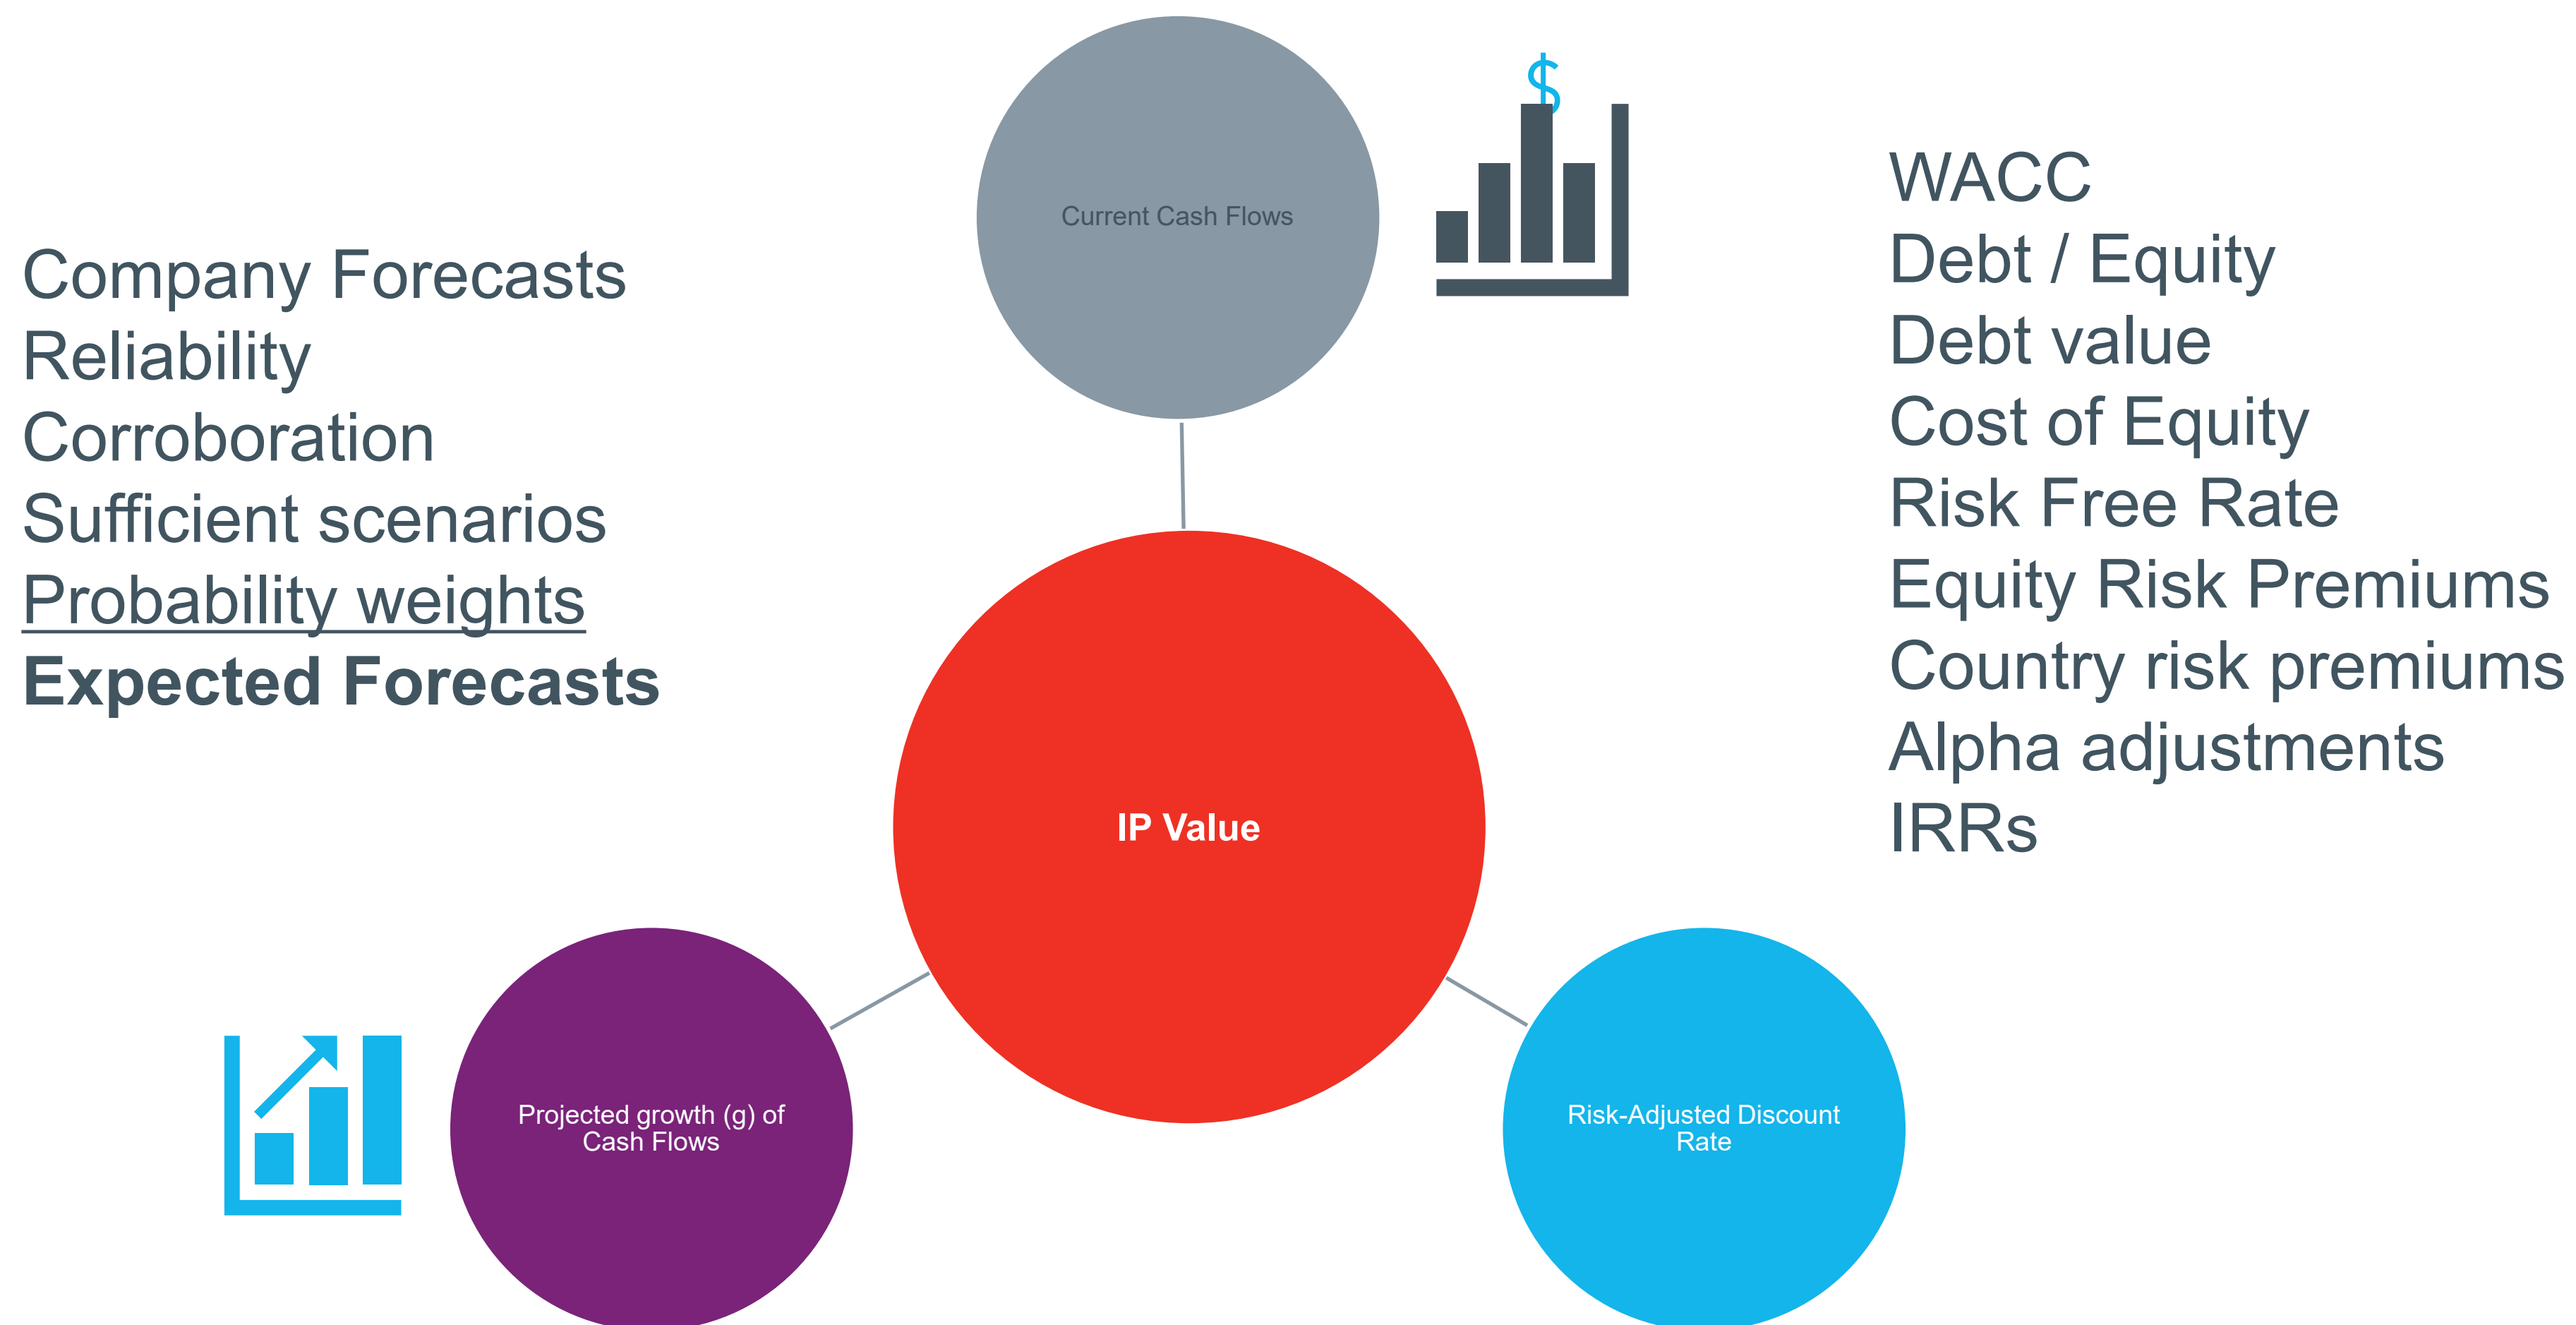 Current Cash Flows
$
Company Forecasts
Reliability
Corroboration
Sufficient scenarios
Probability weights
Expected Forecasts
WACC
Debt / Equity
Debt value
Cost of Equity
Risk Free Rate
Equity Risk Premiums
Country risk premiums
Alpha adjustments
IRRs
IP Value
Projected growth (g) of
Cash Flows
Risk-Adjusted Discount
Rate